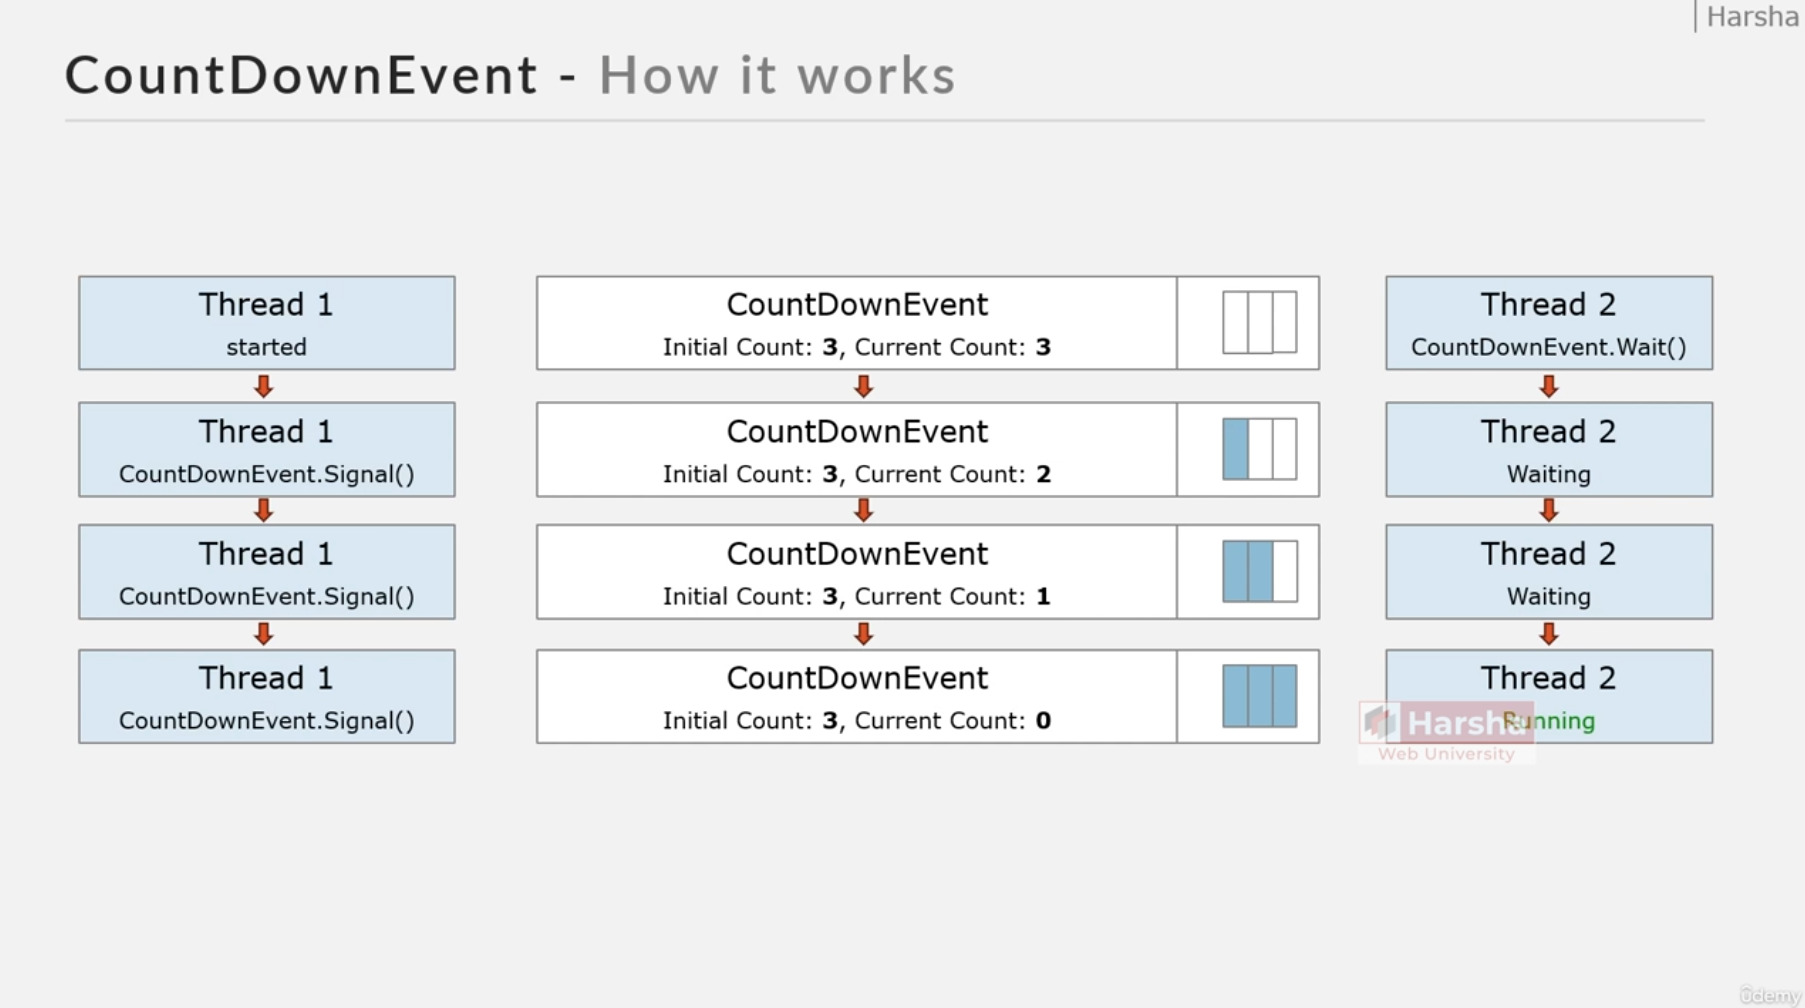 Harsha
CountDownEvent - How it works
Thread 1
started
CountDownEvent
Initial Count: 3, Current Count: 3
Thread 2
CountDownEvent.Wait()
Thread 1
CountDownEvent.Signal()
CountDownEvent
Initial Count: 3, Current Count: 2
Thread 2
Waiting
Thread 1
CountDownEvent.Signal()
CountDownEvent
Initial Count: 3, Current Count: 1
Thread 2
Waiting
Thread 1
CountDownEvent.Signal()
CountDownEvent
Initial Count: 3, Current Count: 0
Thread 2
Running
Harsha
Web University
ûdemy